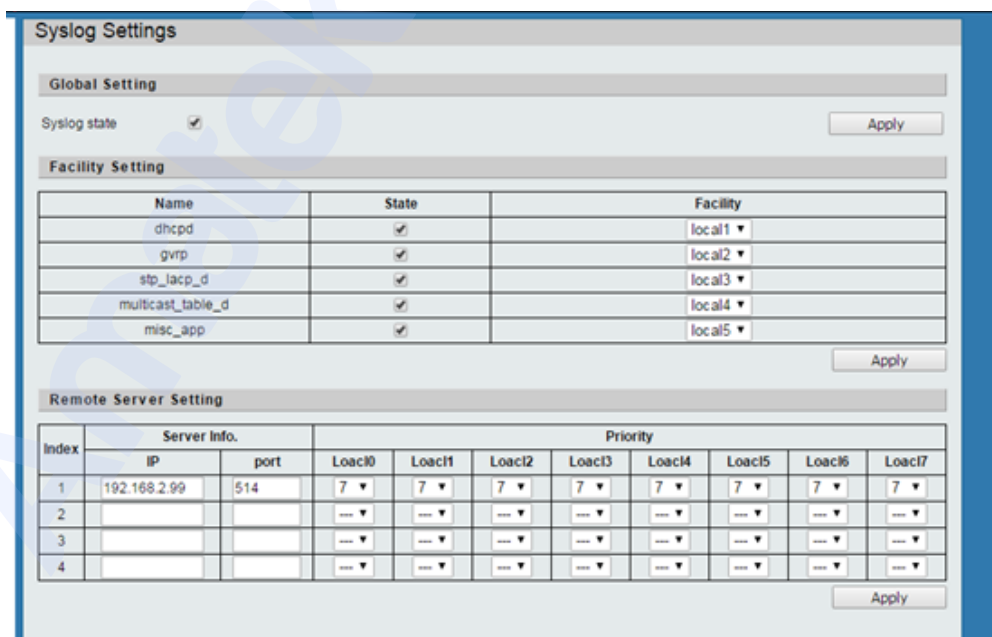 Syslog Settings
Global Setting
Syslog state
Apply
Facility Setting
Name State Facility
dhcpd local1
gvrp local2
stp_lacp_d local3
multicast_table_d local4
misc_app local5
Apply
Remote Server Setting
Index Server Info. Priority
IP port Loacl0 Loacl1 Loacl2 Loacl3 Loacl4 Loacl5 Loacl6 Loacl7
1 192.168.2.99 514 7 7 7 7 7 7 7 7
2 --- --- --- --- --- --- --- ---
3 --- --- --- --- --- --- --- ---
4 --- --- --- --- --- --- --- ---
Apply